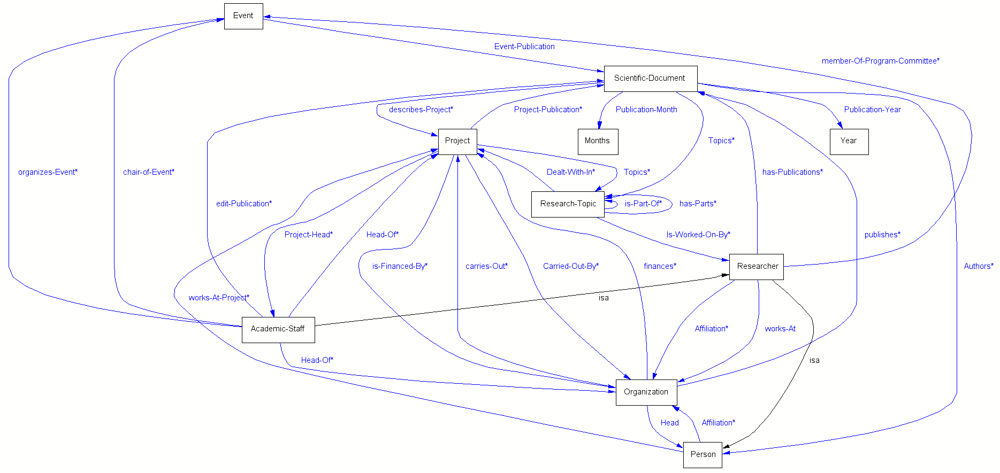 Event
Event-Publication
member-Of-Program-Committee*
Scientific-Document
describes-Project*
Project-Publication*
Publication-Month
Publication-Year
Project
Months
Topics*
Year
organizes-Event*
chair-of-Event*
Dealt-With-In*
Topics*
has-Publications*
edit-Publication*
Research-Topic
is-Part-Of*
has-Parts*
Project-Head*
Head-Of*
Is-Worked-On-By*
publishes*
is-Financed-By*
carries-Out*
Carried-Out-By*
finances*
Researcher
Authors*
works-At-Project*
isa
Academic-Staff
Affiliation*
works-At
Head-Of*
isa
Organization
Head
Affiliation*
Person